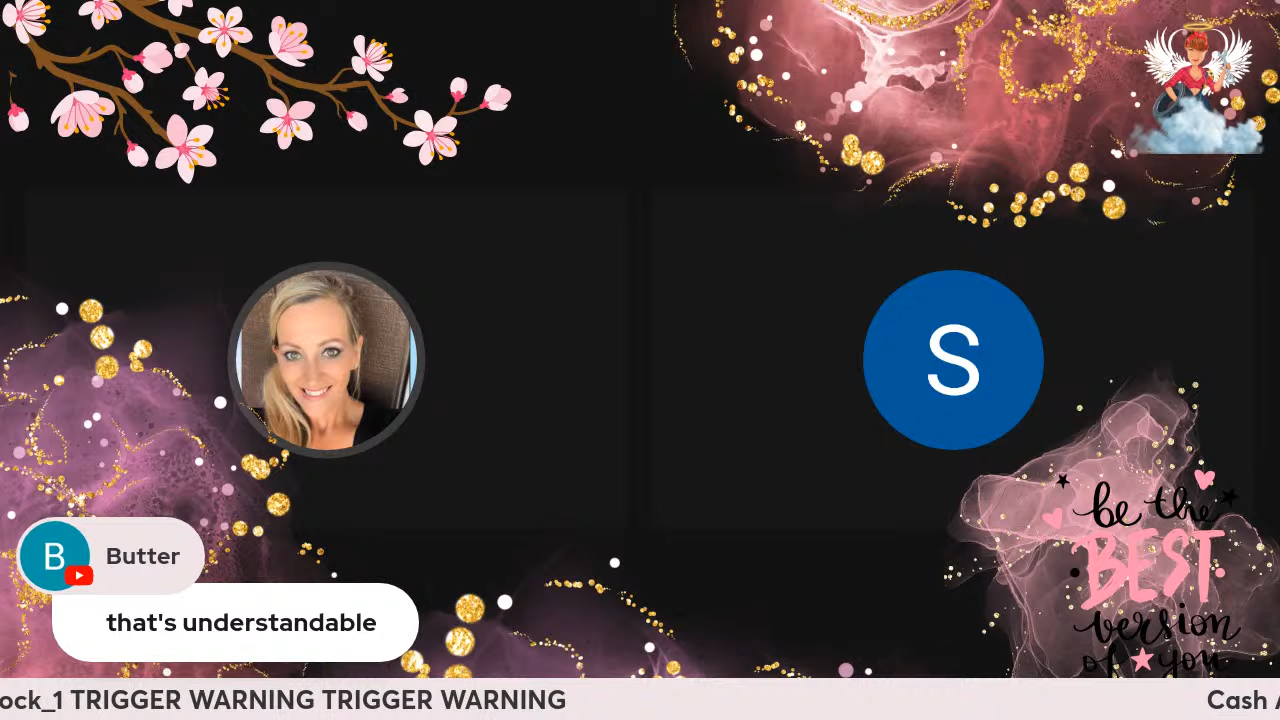 S
B
Butter
that's understandable
be the
BEST
version
of you
ock_1 TRIGGER WARNING TRIGGER WARNING
Cash